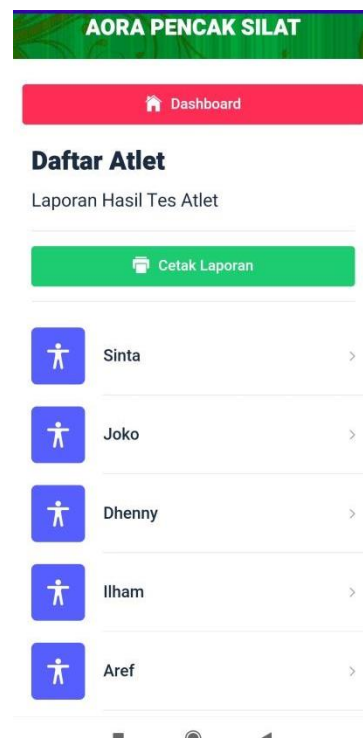 AORA PENCAK SILAT
Dashboard
Daftar Atlet
Laporan Hasil Tes Atlet
Cetak Laporan
Sinta
Joko
Dhenny
Ilham
Aref